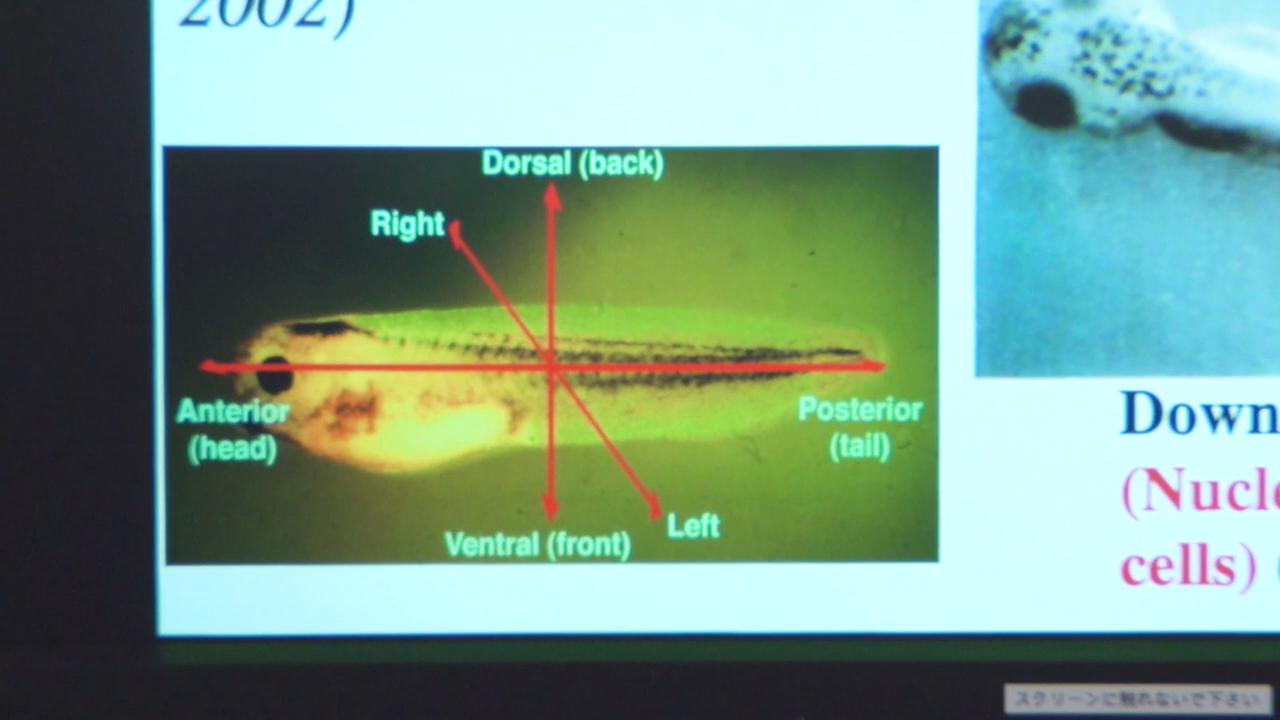 2002)
Dorsal (back)
Right
Anterior
(head)
Posterior
(tail)
Left
Ventral (front)
Down
(Nucle
cells)
スクリーンに触れないで下さい